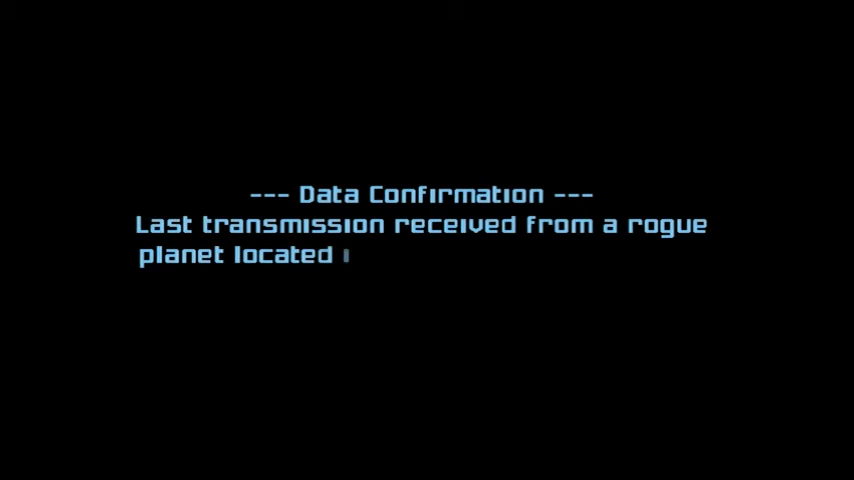 --- Data Confirmation ---
Last transmission received from a rogue
planet located